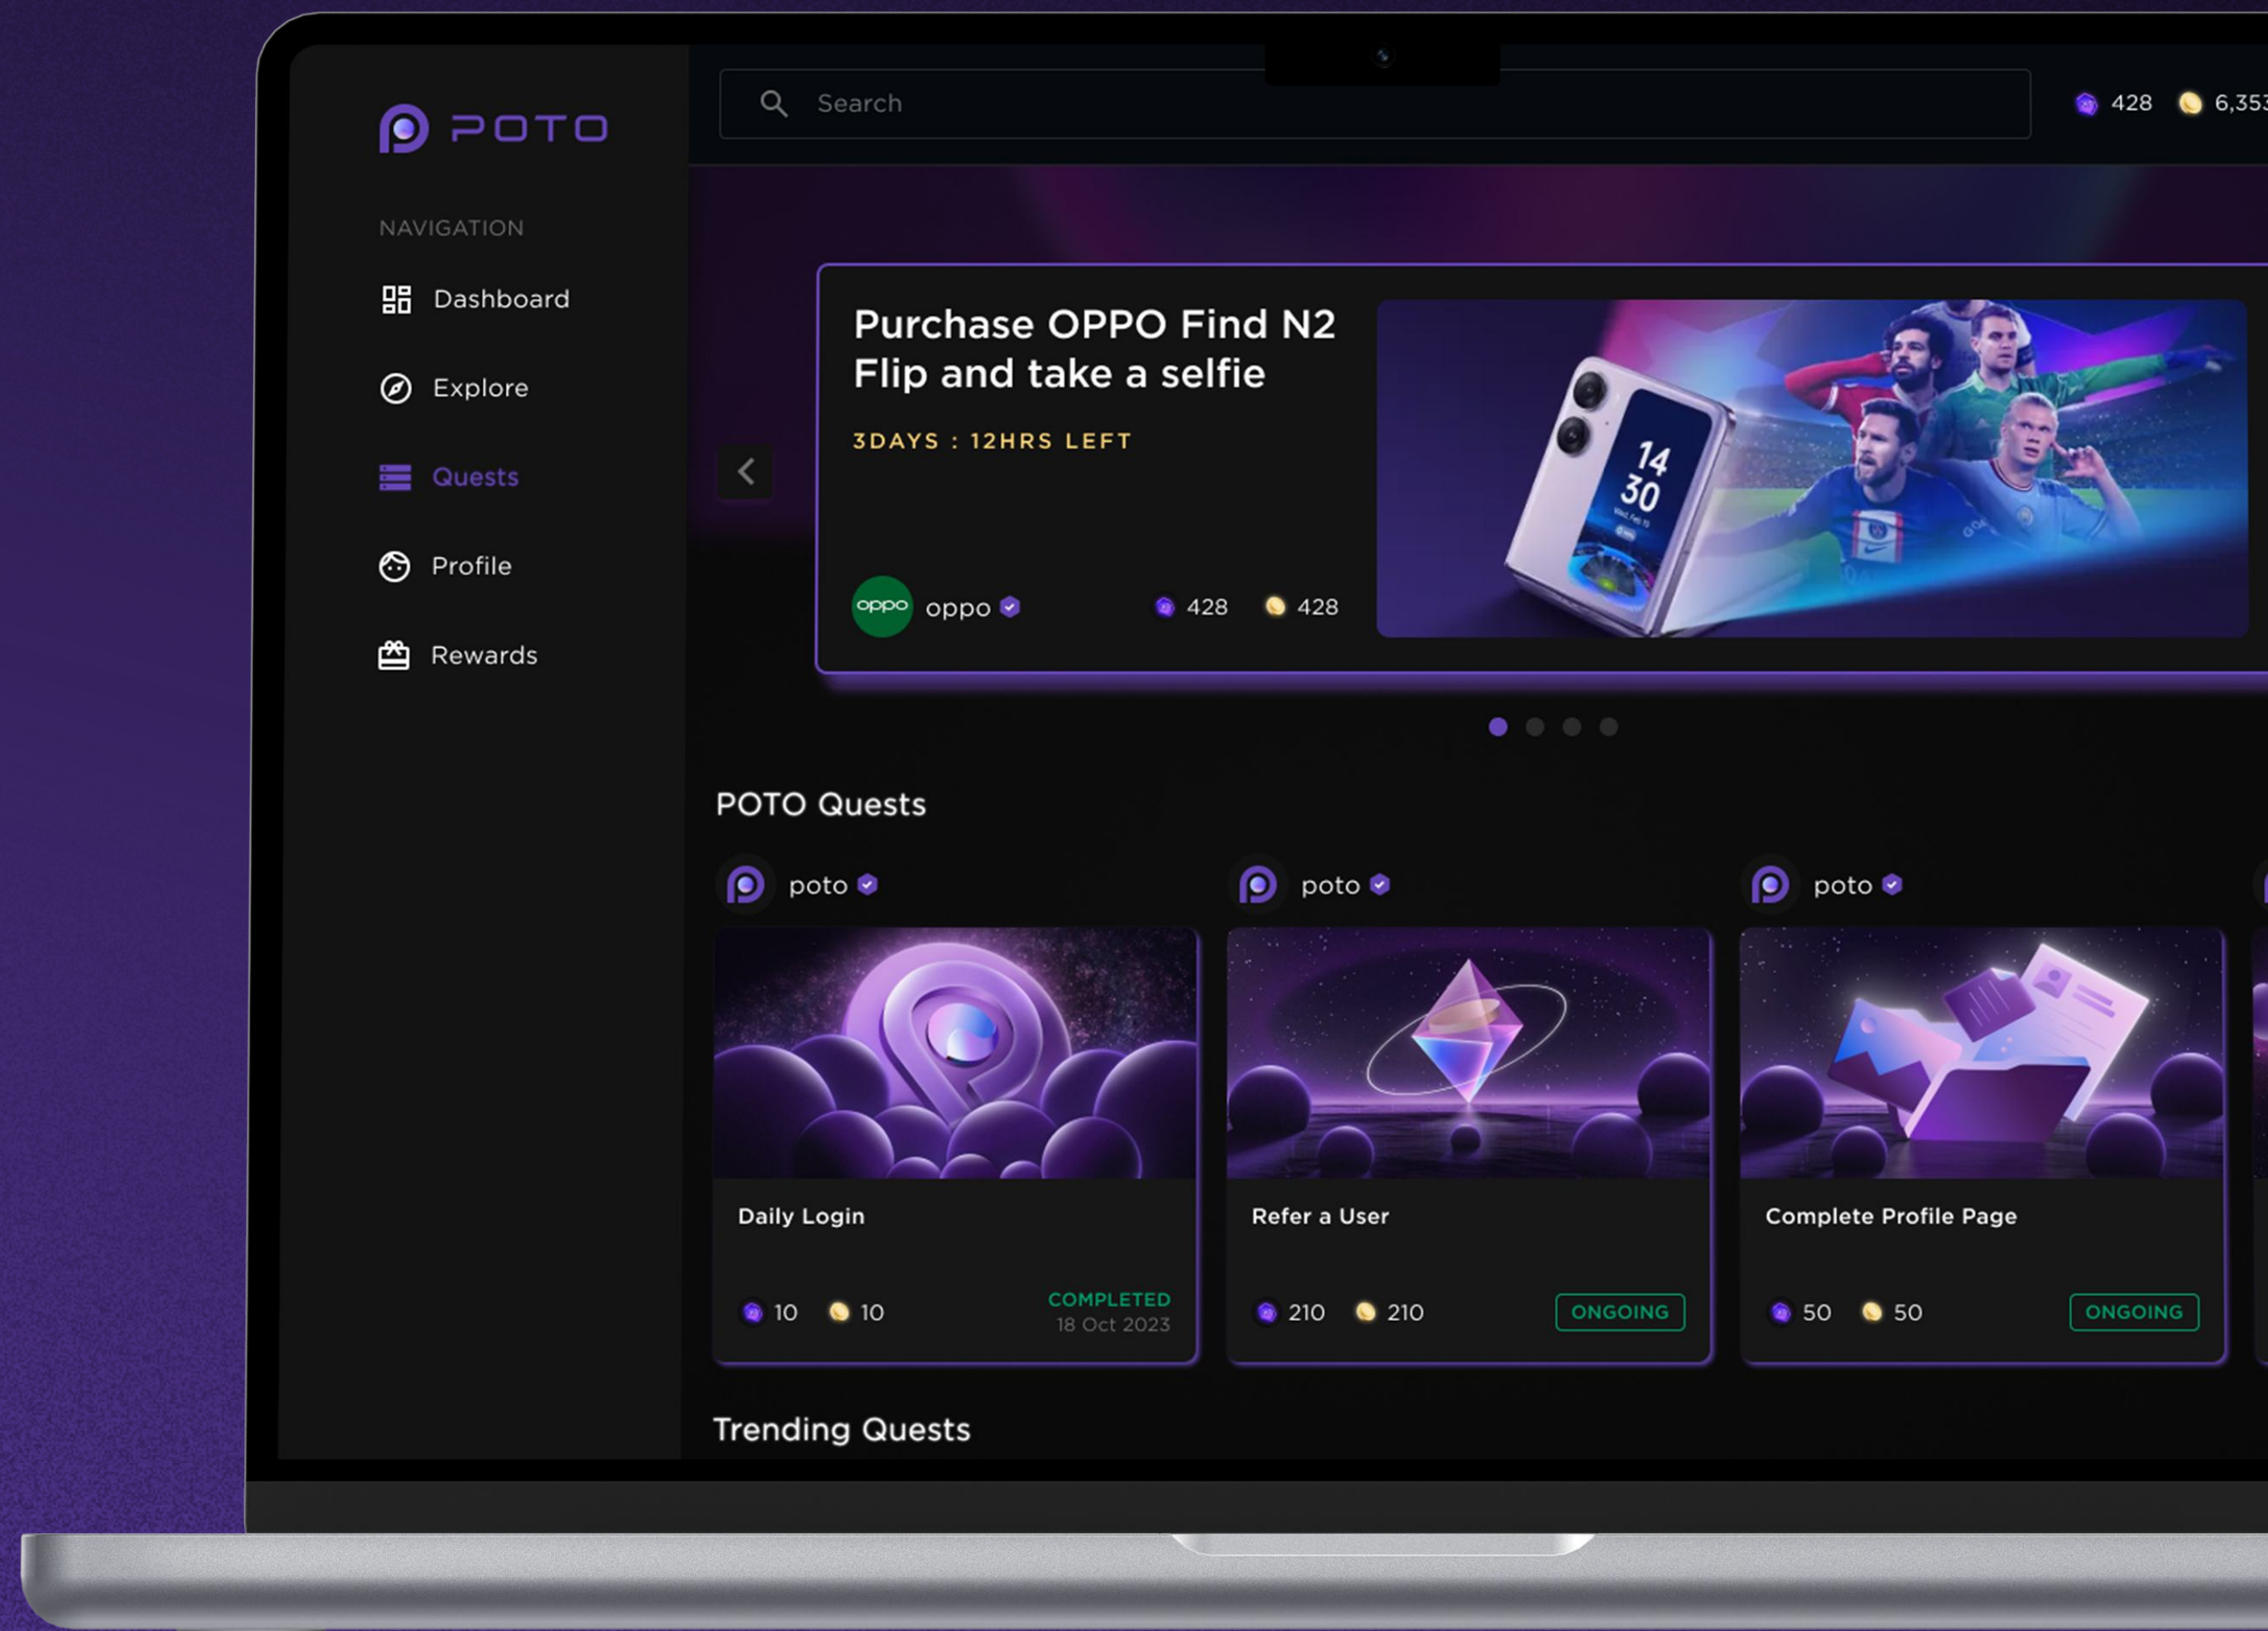 POTO
NAVIGATION
Dashboard
Explore
Quests
Profile
Rewards
Search
428 6,353
Purchase OPPO Find N2
Flip and take a selfie
3DAYS : 12HRS LEFT
oppo oppo 428 428
14
30
POTO Quests
poto poto poto
Daily Login
10 10
COMPLETED
18 Oct 2023
Refer a User
210 210 ONGOING
Complete Profile Page
50 50 ONGOING
Trending Quests